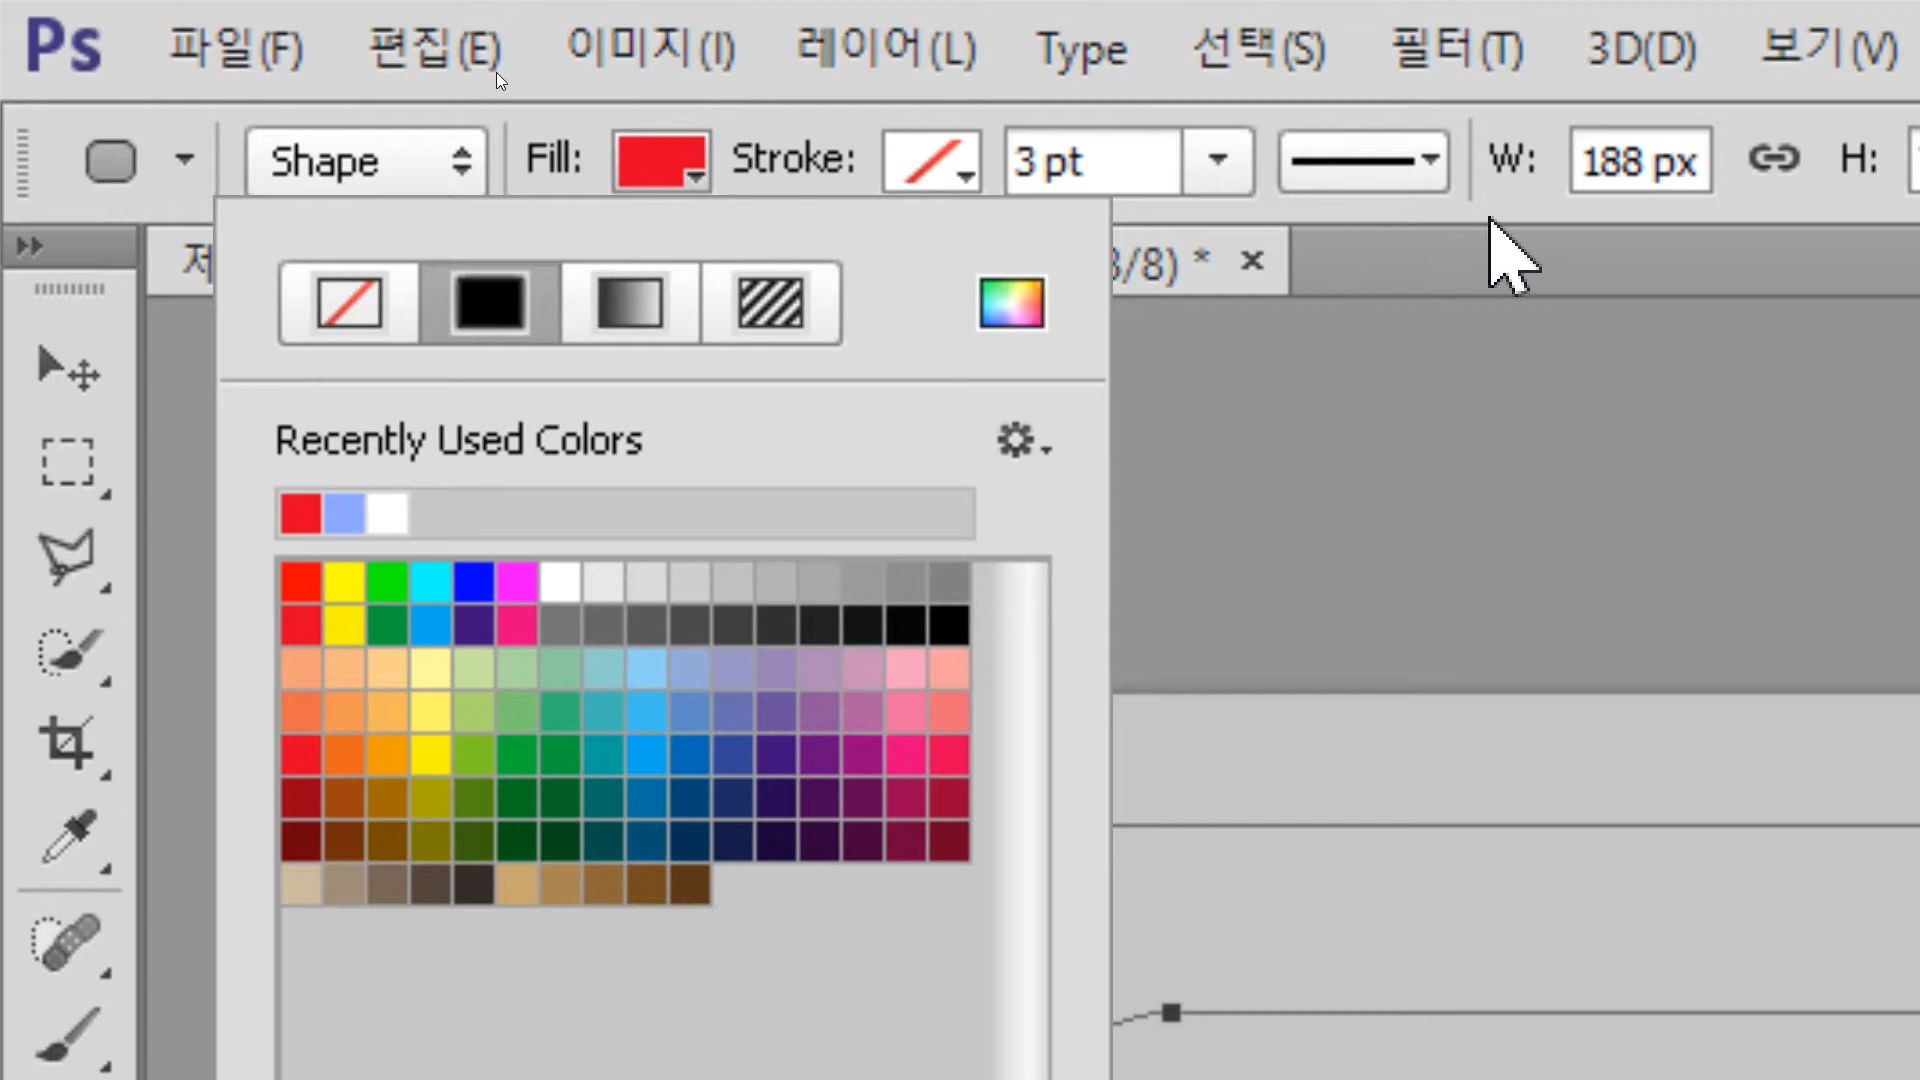 Ps 파일(F) 편집(E) 이미지(I) 레이어(L) Type 선택(S) 필터(T) 3D(D) 보기(V)
Shape Fill: Stroke: 3 pt W: 188 px H:
/8) *
Recently Used Colors